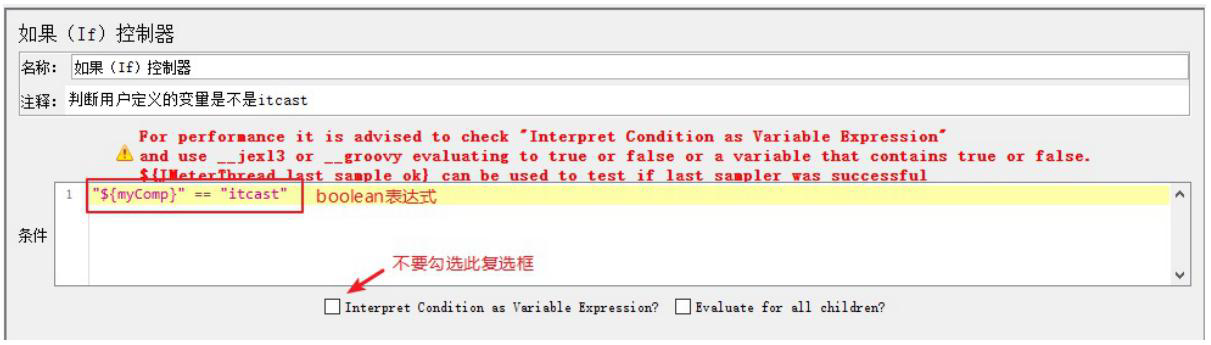 如果（If）控制器
名称： 如果（If）控制器
注释： 判断用户定义的变量是不是itcast
For performance it is advised to check "Interpret Condition as Variable Expression"
and use __jexl3 or __groovy evaluating to true or false or a variable that contains true or false.
${JMeterThread.last_sample_ok} can be used to test if last sampler was successful
1 "${myComp}" == "itcast" boolean表达式
条件
不要勾选此复选框
Interpret Condition as Variable Expression? Evaluate for all children?